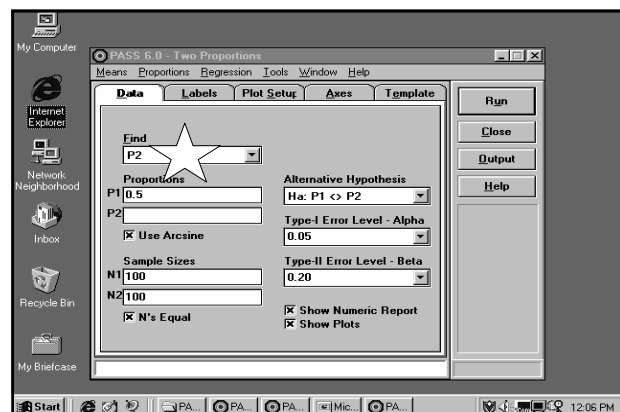 My Computer
Internet
Explorer
Network
Neighborhood
Inbox
Recycle Bin
My Briefcase
PASS 6.0 - Two Proportions
Means Proportions Regression Tools Window Help
Data Labels Plot Setup Axes Template
Find
P2
Proportions
P1 0.5
P2
Use Arcsine
Sample Sizes
N1 100
N2 100
N's Equal
Alternative Hypothesis
Ha: P1 <> P2
Type-I Error Level - Alpha
0.05
Type-II Error Level - Beta
0.20
Show Numeric Report
Show Plots
Run
Close
Output
Help
Start PA... PA... PA... Mic... PA... 12:06 PM